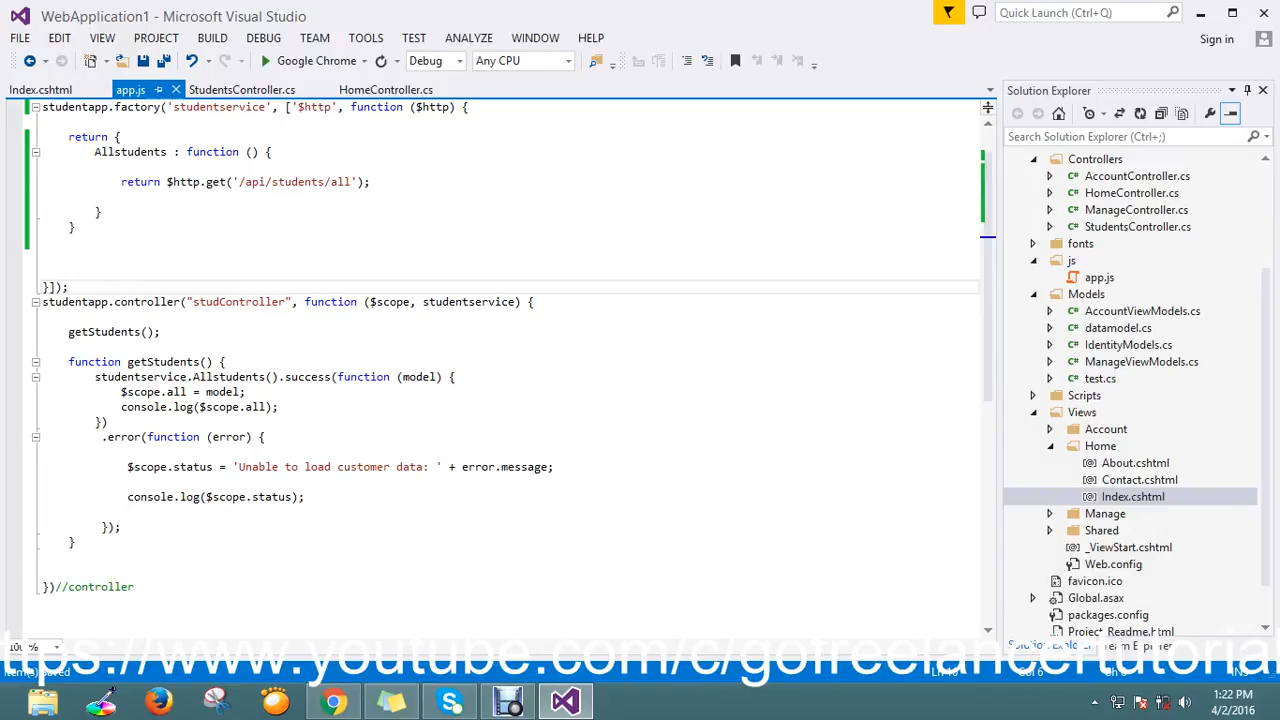 WebApplication1 - Microsoft Visual Studio
Quick Launch (Ctrl+Q)
FILE EDIT VIEW PROJECT BUILD DEBUG TEAM TOOLS TEST ANALYZE WINDOW HELP
Sign in
Google Chrome Debug Any CPU
Index.cshtml app.js StudentsController.cs HomeController.cs
studentapp.factory('studentservice', ['$http', function ($http) {
return {
Allstudents : function () {
return $http.get('/api/students/all');
}
}
}]);
studentapp.controller("studController", function ($scope, studentservice) {
getStudents();
function getStudents() {
studentservice.Allstudents().success(function (model) {
$scope.all = model;
console.log($scope.all);
})
.error(function (error) {
$scope.status = 'Unable to load customer data: ' + error.message;
console.log($scope.status);
});
}
})//controller
100 %
Solution Explorer
Search Solution Explorer (Ctrl+;)
Controllers
AccountController.cs
HomeController.cs
ManageController.cs
StudentsController.cs
fonts
js
app.js
Models
AccountViewModels.cs
datamodel.cs
IdentityModels.cs
ManageViewModels.cs
test.cs
Scripts
Views
Account
Home
About.cshtml
Contact.cshtml
Index.cshtml
Manage
Shared
_ViewStart.cshtml
Web.config
favicon.ico
Global.asax
packages.config
Project_Readme.html
ttps://www.youtube.com/c/gofreelancertutorial
1:22 PM
4/2/2016